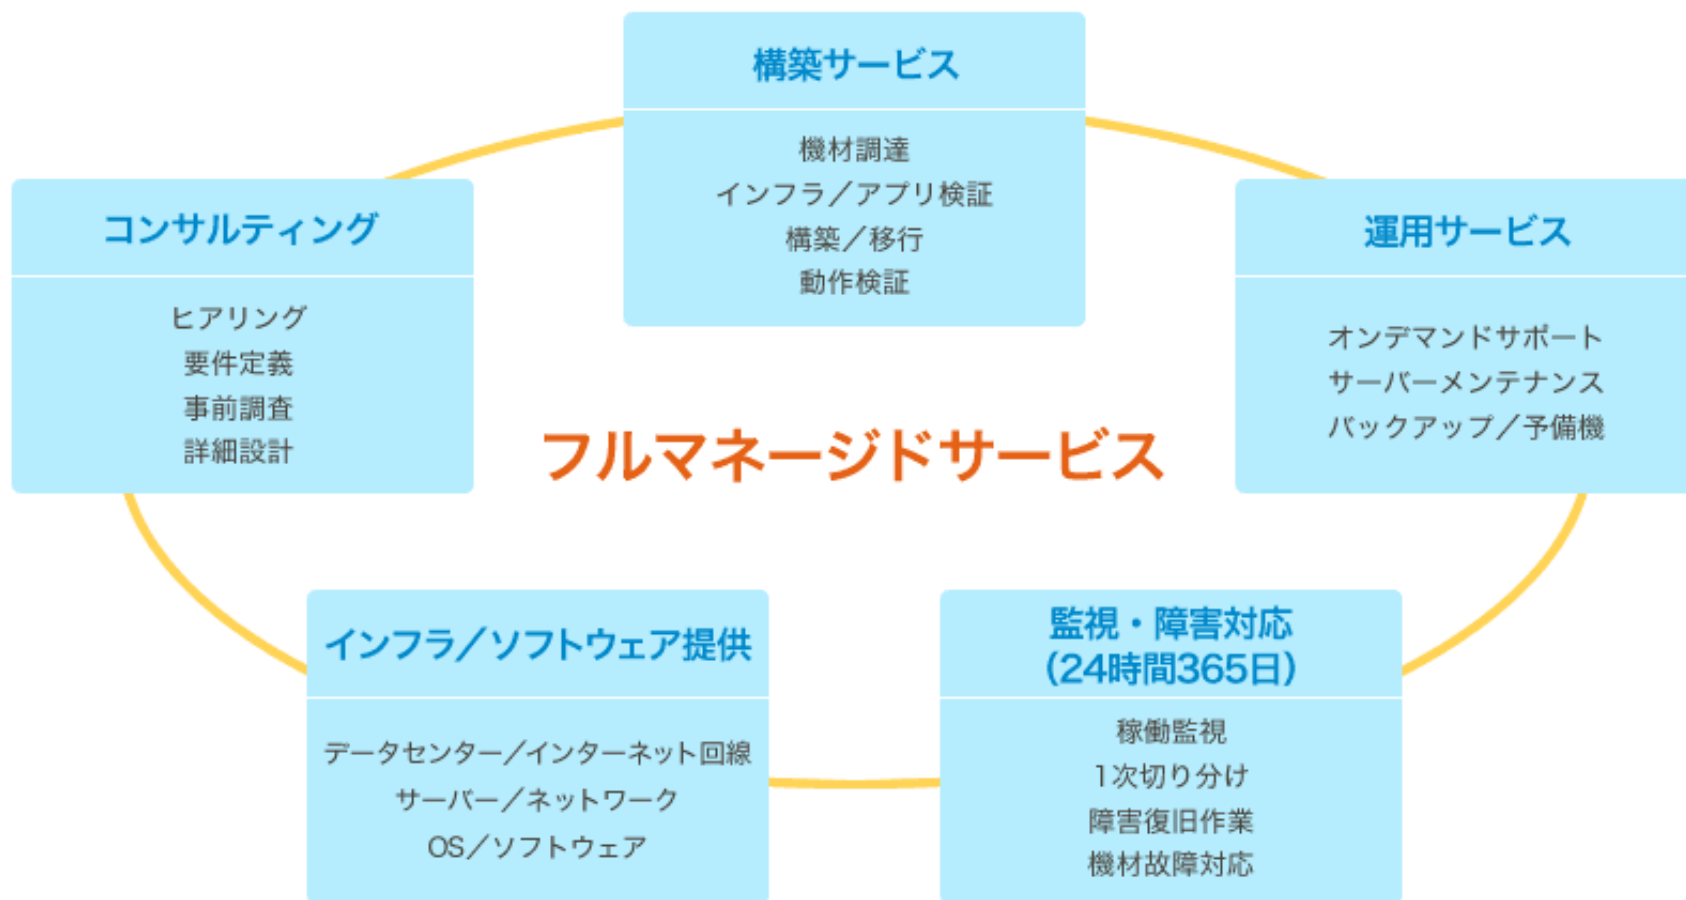 構築サービス
機材調達
インフラ／アプリ検証
構築／移行
動作検証
コンサルティング
ヒアリング
要件定義
事前調査
詳細設計
運用サービス
オンデマンドサポート
サーバーメンテナンス
バックアップ／予備機
フルマネージドサービス
インフラ／ソフトウェア提供
データセンター／インターネット回線
サーバー／ネットワーク
OS／ソフトウェア
監視・障害対応
（24時間365日）
稼働監視
1次切り分け
障害復旧作業
機材故障対応